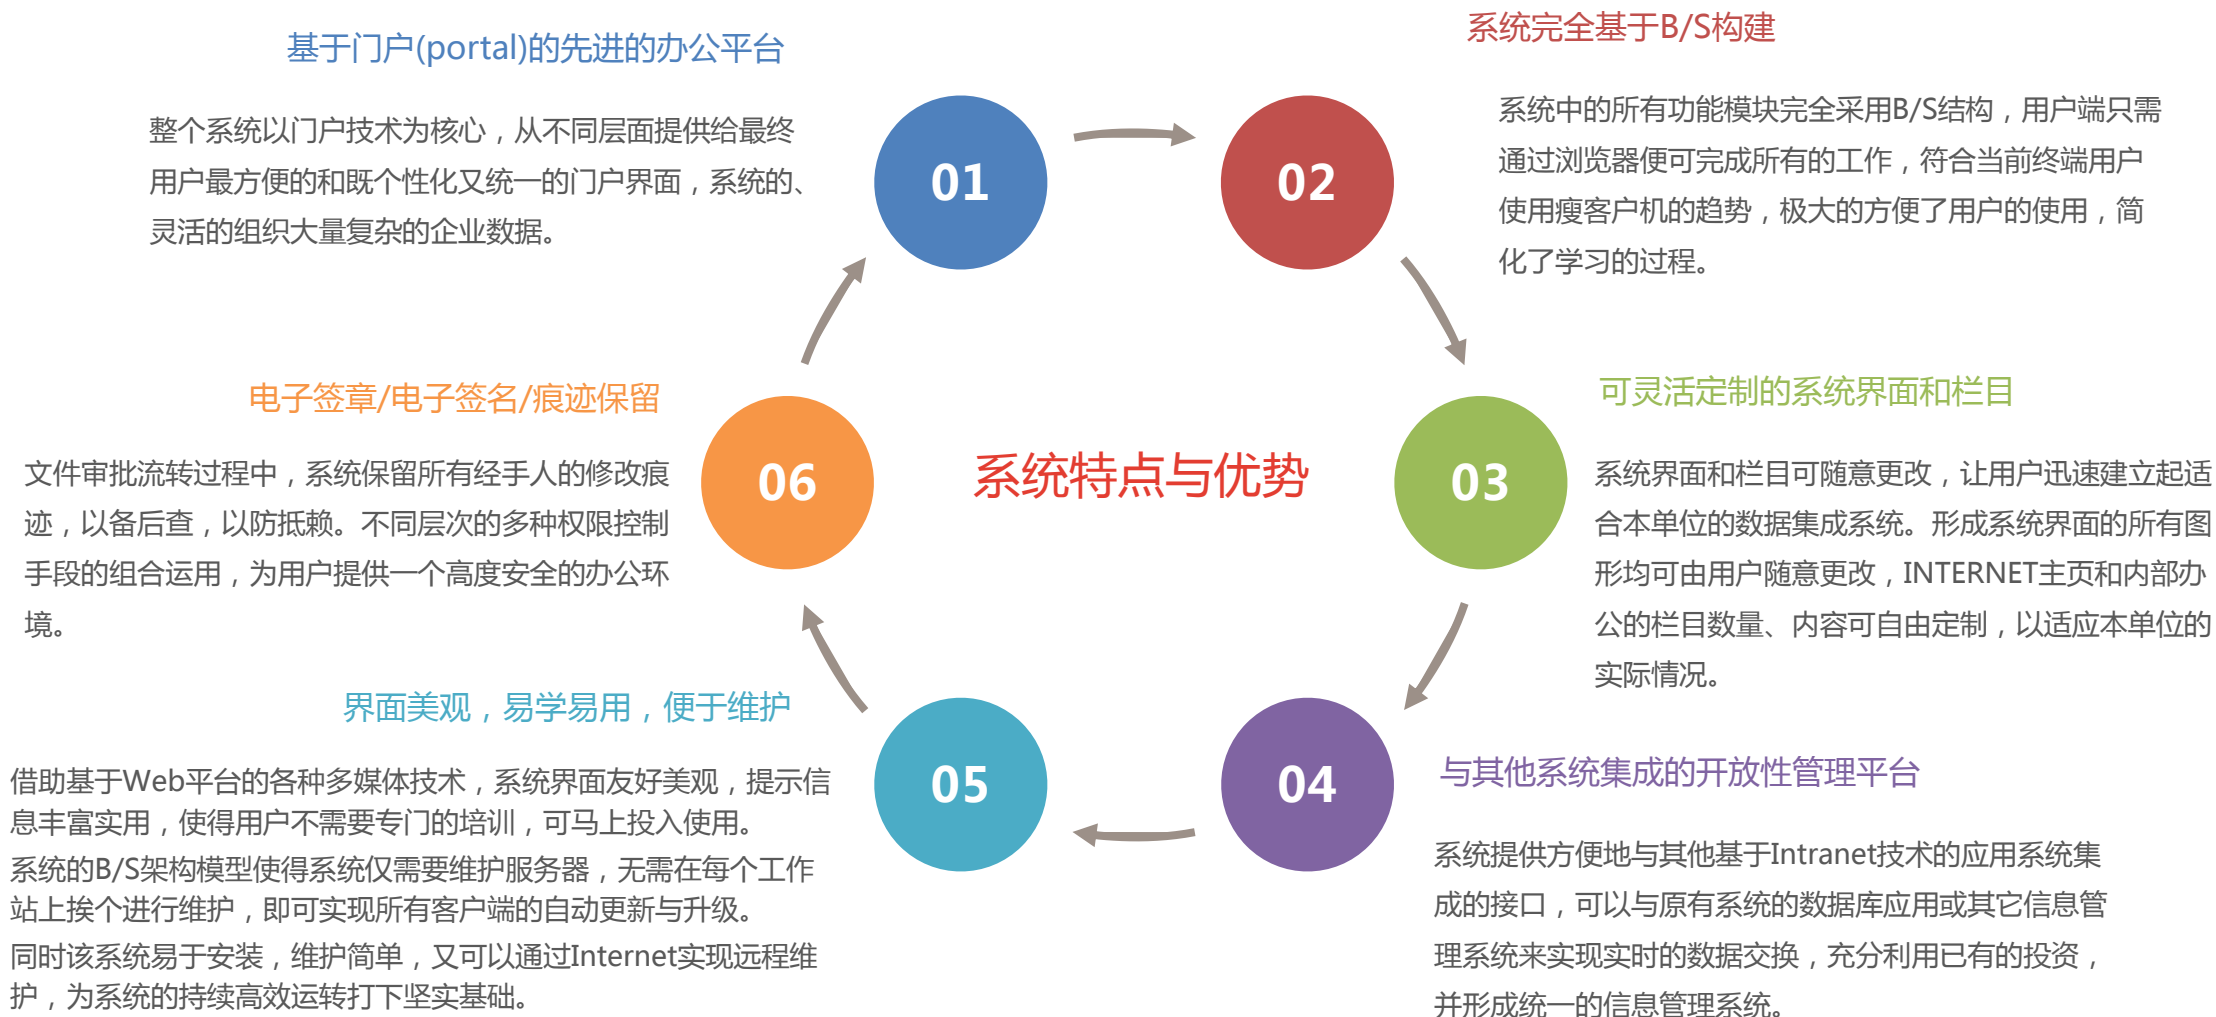 基于门户(portal)的先进的办公平台
整个系统以门户技术为核心，从不同层面提供给最终
用户最方便的和既个性化又统一的门户界面，系统的、
灵活的组织大量复杂的企业数据。
01
系统完全基于B/S构建
系统中的所有功能模块完全采用B/S结构，用户端只需
通过浏览器便可完成所有的工作，符合当前终端用户
使用瘦客户机的趋势，极大的方便了用户的使用，简
化了学习的过程。
02
可灵活定制的系统界面和栏目
系统界面和栏目可随意更改，让用户迅速建立起适
合本单位的数据集成系统。形成系统界面的所有图
形均可由用户随意更改，INTERNET主页和内部办
公的栏目数量、内容可自由定制，以适应本单位的
实际情况。
03
系统特点与优势
与其他系统集成的开放性管理平台
系统提供方便地与其他基于Intranet技术的应用系统集
成的接口，可以与原有系统的数据库应用或其它信息管
理系统来实现实时的数据交换，充分利用已有的投资，
并形成统一的信息管理系统。
04
界面美观，易学易用，便于维护
借助基于Web平台的各种多媒体技术，系统界面友好美观，提示信
息丰富实用，使得用户不需要专门的培训，可马上投入使用。
系统的B/S架构模型使得系统仅需要维护服务器，无需在每个工作
站上挨个进行维护，即可实现所有客户端的自动更新与升级。
同时该系统易于安装，维护简单，又可以通过Internet实现远程维
护，为系统的持续高效运转打下坚实基础。
05
电子签章/电子签名/痕迹保留
文件审批流转过程中，系统保留所有经手人的修改痕
迹，以备后查，以防抵赖。不同层次的多种权限控制
手段的组合运用，为用户提供一个高度安全的办公环
境。
06